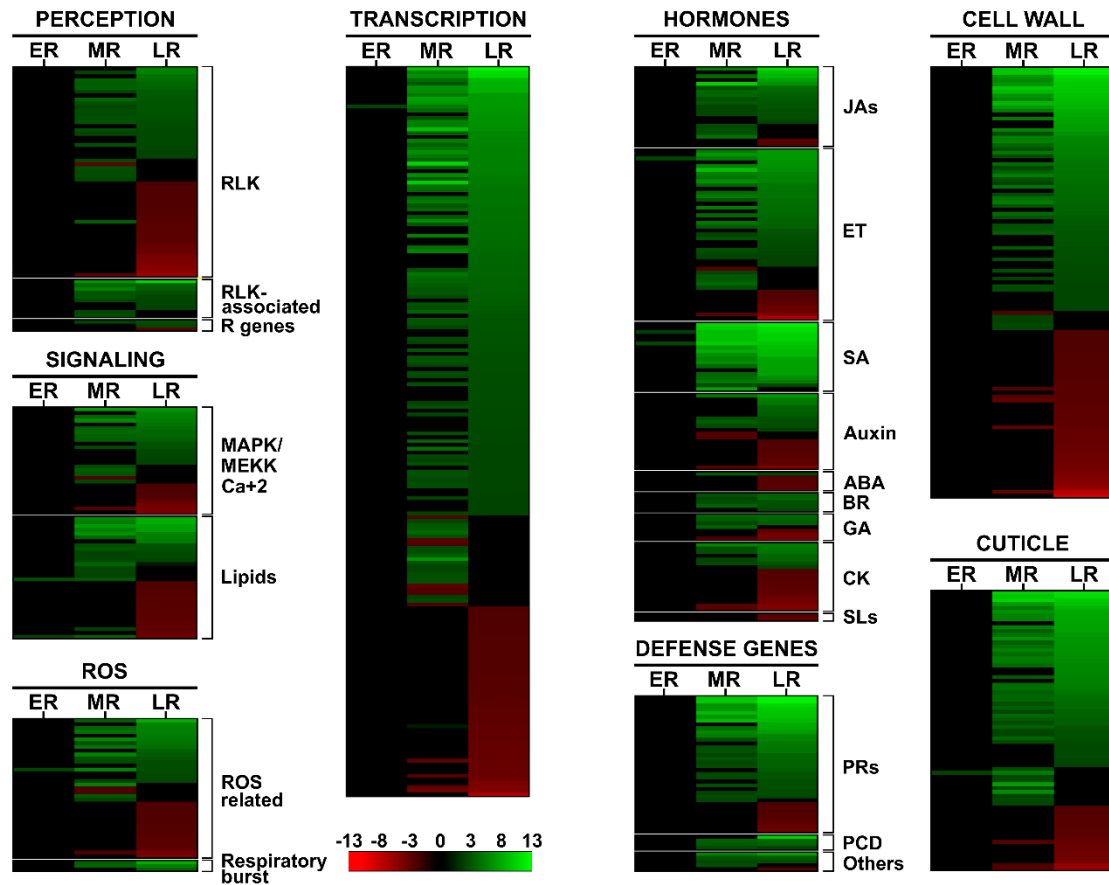 PERCEPTION
ER MR LR
RLK
RLK-
associated
R genes
SIGNALING
ER MR LR
MAPK/
MEKK
Ca+2
Lipids
ROS
ER MR LR
ROS
related
Respiratory
burst
TRANSCRIPTION
ER MR LR
-13 -8 -3 0 3 8 13
HORMONES
ER MR LR
JAs
ET
SA
Auxin
ABA
BR
GA
CK
SLs
DEFENSE GENES
ER MR LR
PRs
PCD
Others
CELL WALL
ER MR LR
CUTICLE
ER MR LR